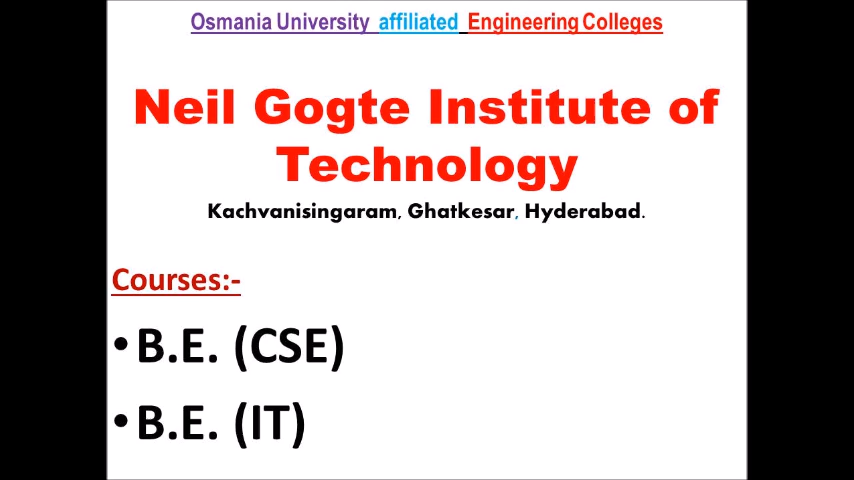 Osmania University affiliated Engineering Colleges
Neil Gogte Institute of
Technology
Kachvanisingaram, Ghatkesar, Hyderabad.
Courses:-
•B.E. (CSE)
•B.E. (IT)